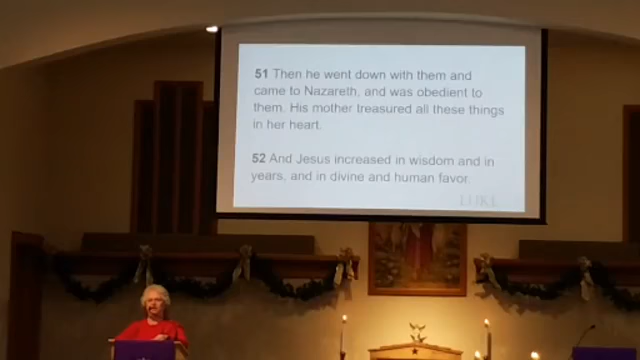 51 Then he went down with them and
came to Nazareth, and was obedient to
them. His mother treasured all these things
in her heart.
52 And Jesus increased in wisdom and in
years, and in divine and human favor.
LUKE